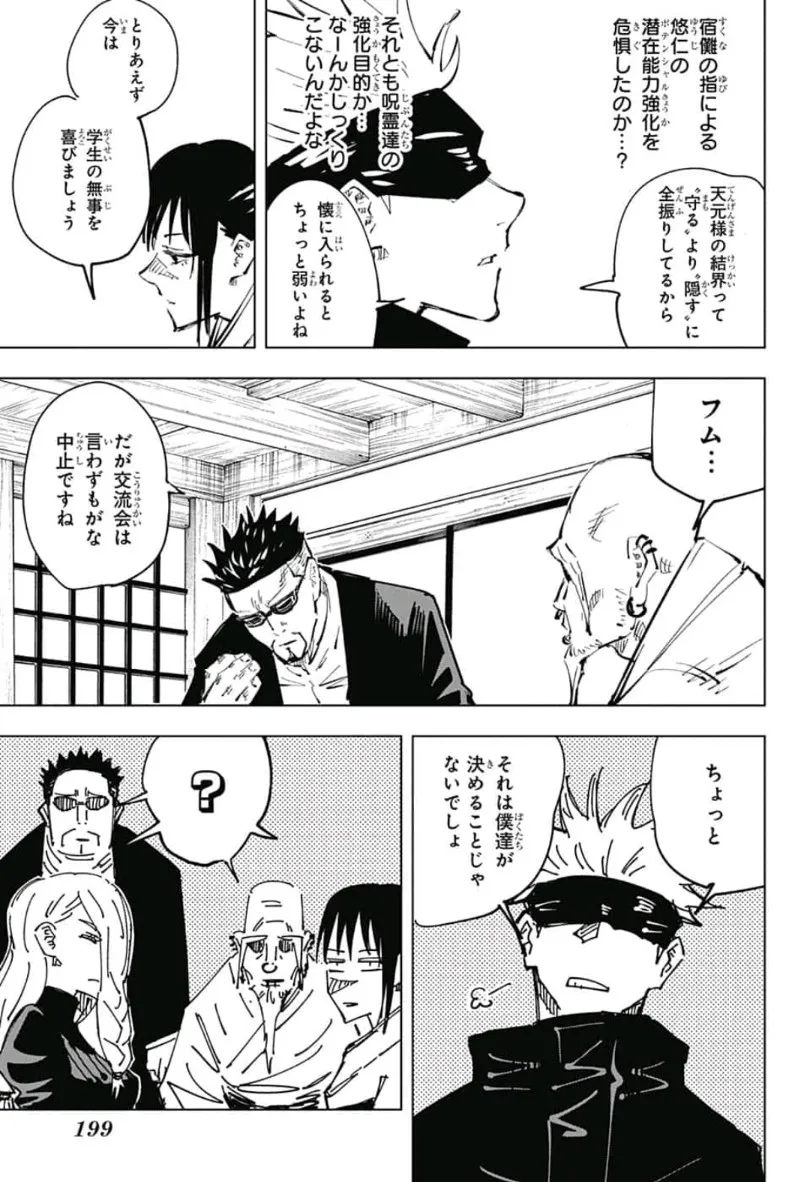 宿儺の指による
悠仁の
潜在能力強化を
危惧したのか…?
天元様の結界って
〝守る〟より〝隠す〟に
全振りしてるから
それとも呪霊達の
強化目的か…
なーんかじっくり
こないんだよな
懐に入られると
ちょっと弱いよね
とりあえず
今は
学生の無事を
喜びましょう
フム…
だが交流会は
言わずもがな
中止ですね
ちょっと
それは僕達が
決めることじゃ
ないでしょ
?
199